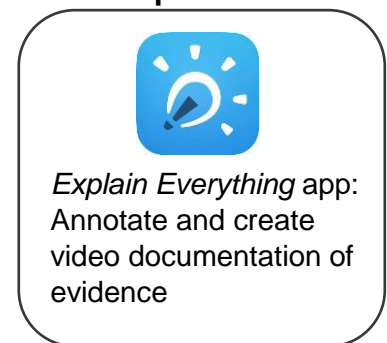 Explain Everything app:
Annotate and create
video documentation of
evidence